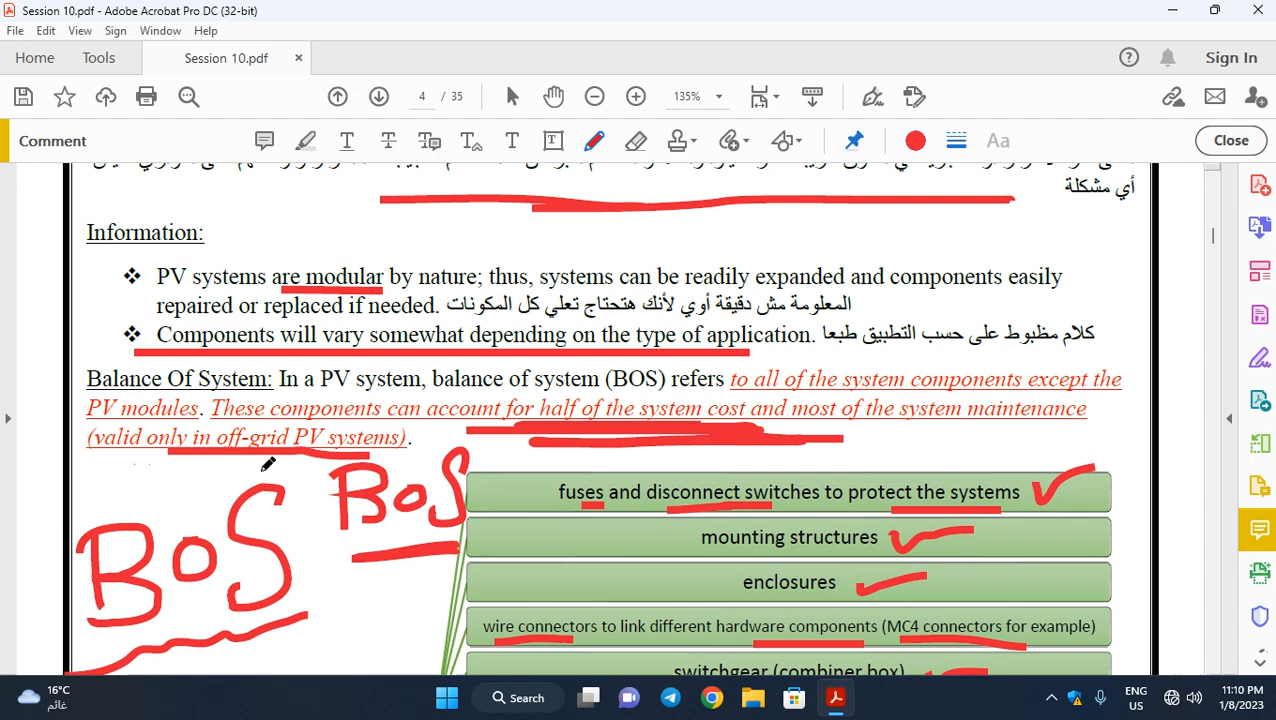 Session 10.pdf - Adobe Acrobat Pro DC (32-bit)
File Edit View Sign Window Help
Home Tools Session 10.pdf × Sign In
4 / 35 135%
Comment Aa Close
أي مشكلة
Information:
❖ PV systems are modular by nature; thus, systems can be readily expanded and components easily
repaired or replaced if needed. المعلومة مش دقيقة أوي لأنك هتحتاج تعلي كل المكونات
❖ Components will vary somewhat depending on the type of application. كلام مظبوط على حسب التطبيق طبعا
Balance Of System: In a PV system, balance of system (BOS) refers to all of the system components except the
PV modules. These components can account for half of the system cost and most of the system maintenance
(valid only in off-grid PV systems).
BoS
BoS
fuses and disconnect switches to protect the systems
mounting structures
enclosures
wire connectors to link different hardware components (MC4 connectors for example)
switchgear (combiner box)
16°C
غائم
Search
ENG
US
11:10 PM
1/8/2023